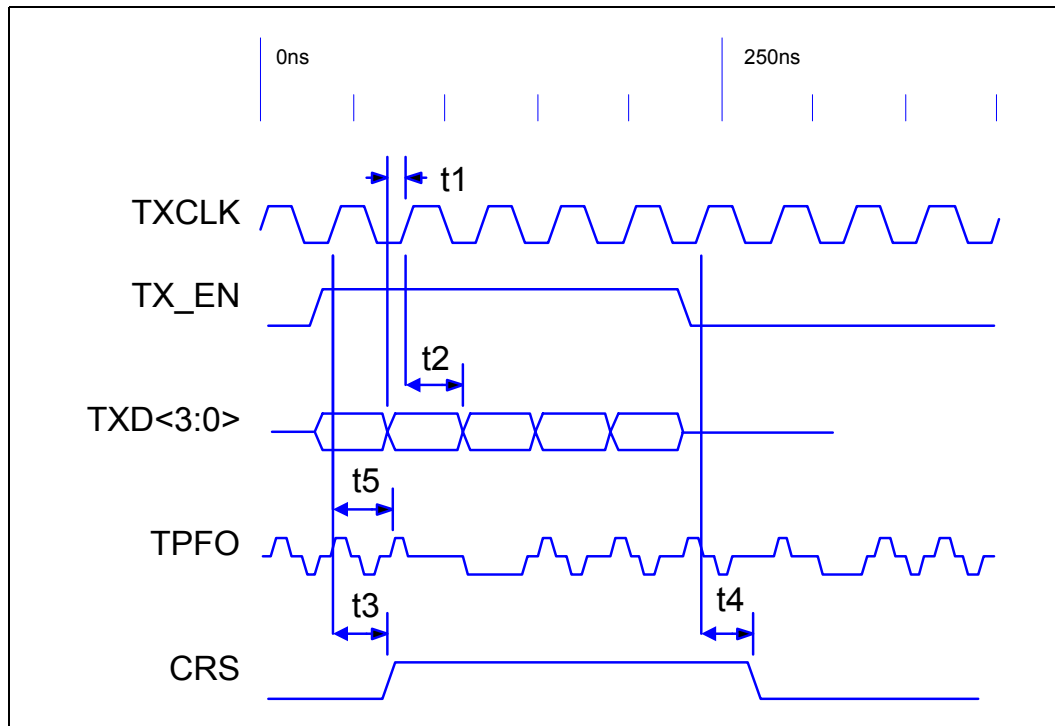 0ns 250ns
t1
TXCLK
TX_EN
t2
TXD<3:0>
t5
TPFO
t3 t4
CRS